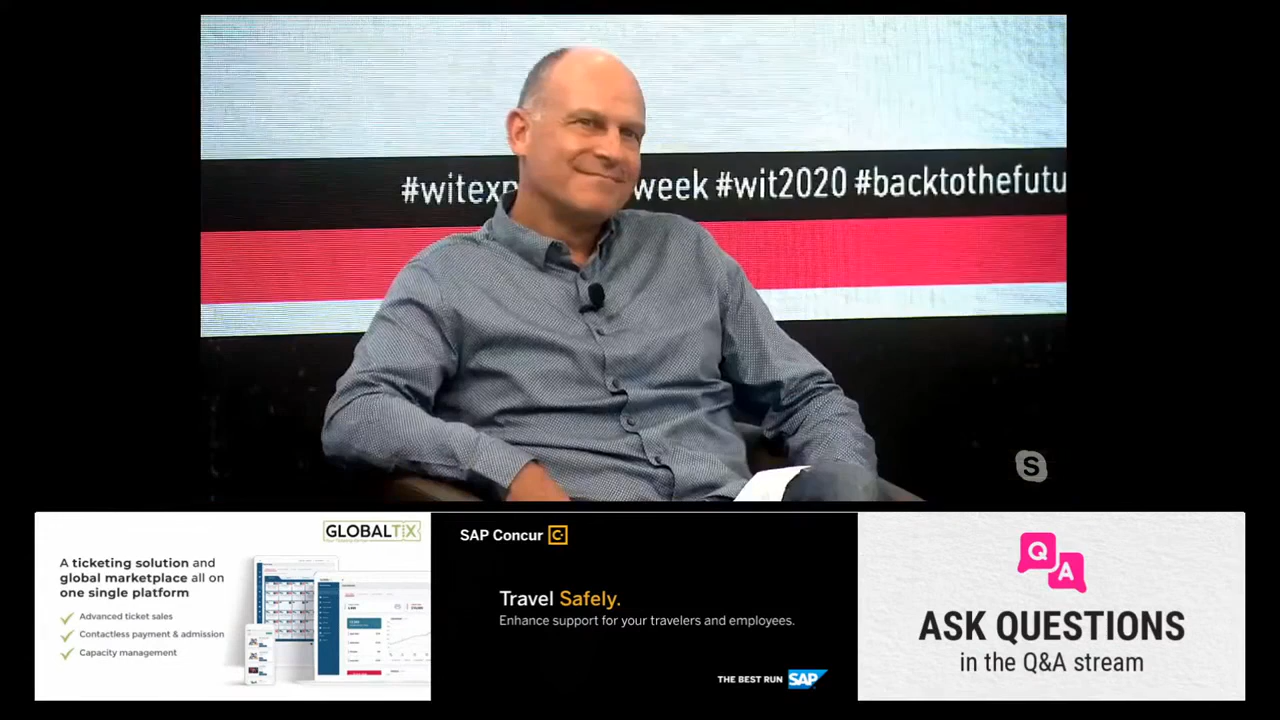 #witexp week #wit2020 #backtothefutu
S
GLOBALTiX
A ticketing solution and
global marketplace all on
one single platform
Advanced ticket sales
Contactless payment & admission
Capacity management
SAP Concur C
Travel Safely.
Enhance support for your travelers and employees.
THE BEST RUN SAP
Q
A
ASK QUESTIONS
in the Q&A stream